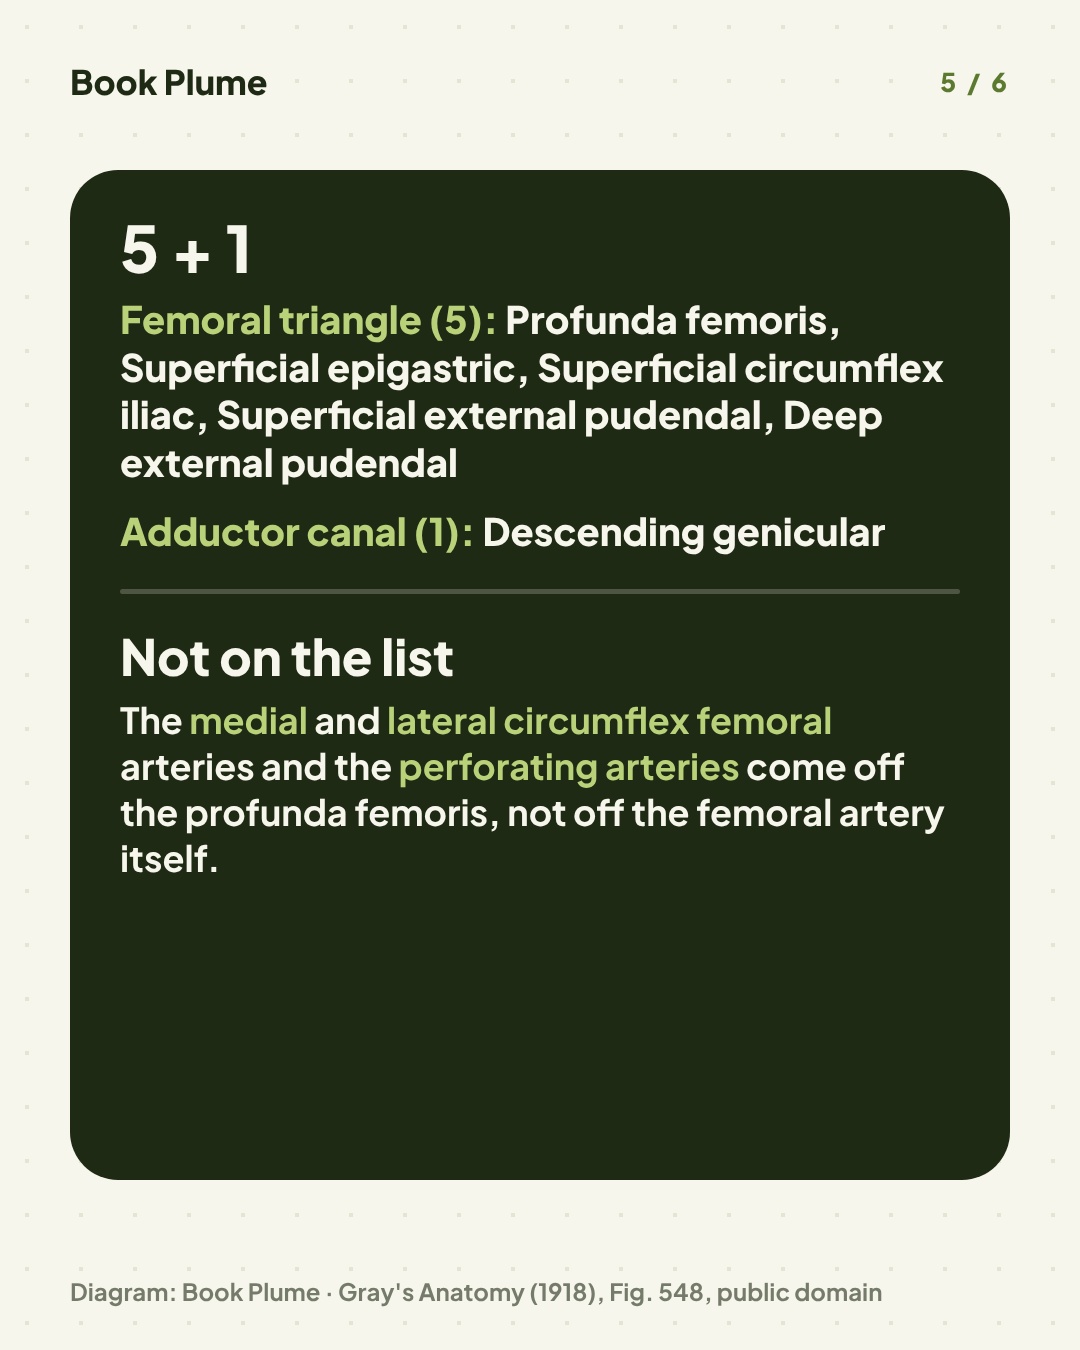 Book Plume
5 / 6
5 + 1
Femoral triangle (5): Profunda femoris,
Superficial epigastric, Superficial circumflex
iliac, Superficial external pudendal, Deep
external pudendal
Adductor canal (1): Descending genicular
Not on the list
The medial and lateral circumflex femoral
arteries and the perforating arteries come off
the profunda femoris, not off the femoral artery
itself.
Diagram: Book Plume · Gray's Anatomy (1918), Fig. 548, public domain